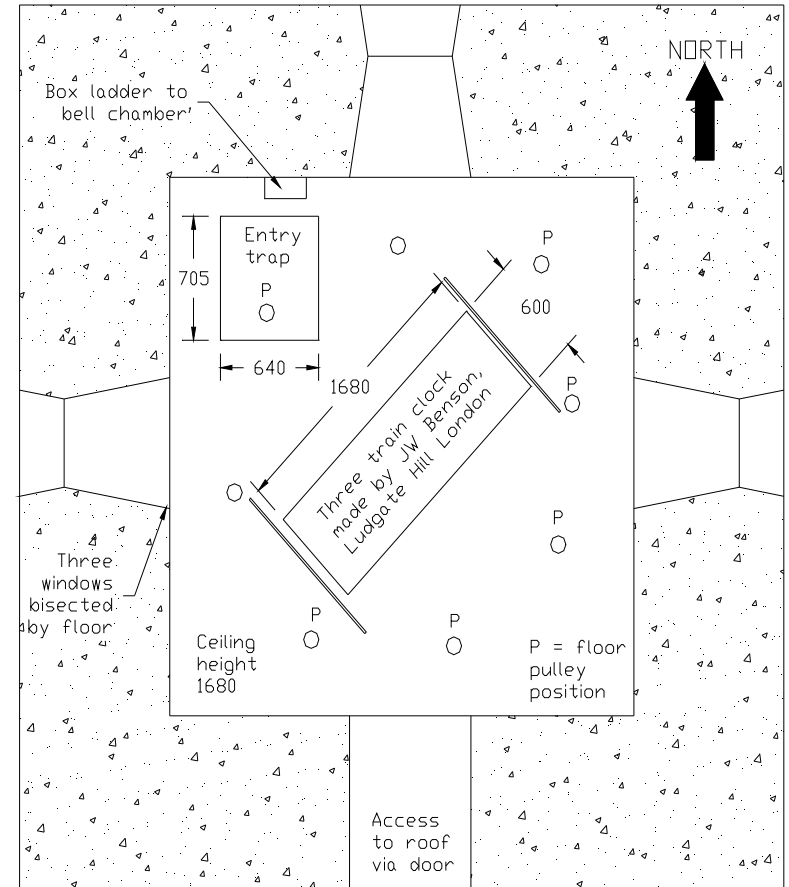 NORTH
Box ladder to
bell chamber'
Entry
trap
P
705
640
P
600
1680
P
Three train clock
made by JW Benson,
Ludgate Hill London
P
Three
windows
bisected
by floor
P
P
Ceiling
height
1680
P = floor
pulley
position
Access
to roof
via door